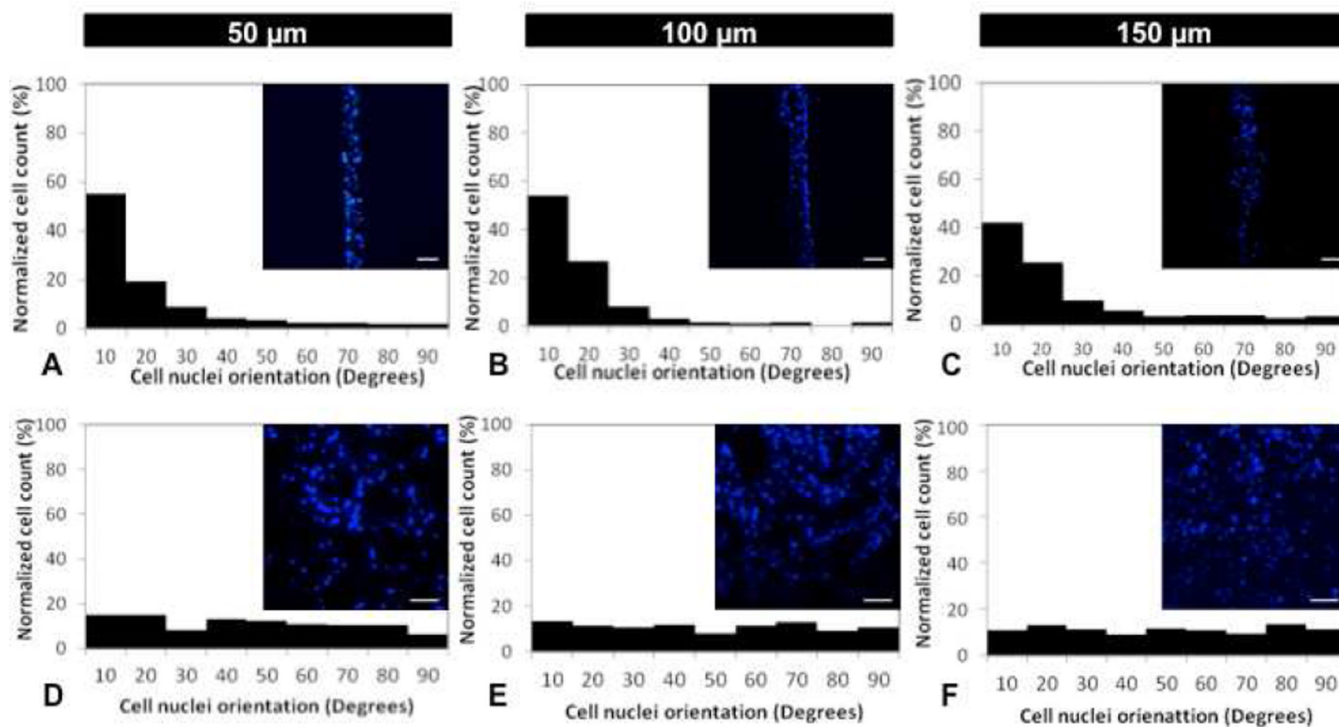 50 µm
100 µm
150 µm
Normalized cell count (%)
100
80
60
40
20
0
10 20 30 40 50 60 70 80 90
A
Cell nuclei orientation (Degrees)
Normalized cell count (%)
100
80
60
40
20
0
10 20 30 40 50 60 70 80 90
B
Cell nuclei orientation (Degrees)
Normalized cell count (%)
100
80
60
40
20
0
10 20 30 40 50 60 70 80 90
C
Cell nuclei orientation (Degrees)
Normalized cell count (%)
100
80
60
40
20
0
10 20 30 40 50 60 70 80 90
D
Cell nuclei orientation (Degrees)
Normalized cell count (%)
100
80
60
40
20
0
10 20 30 40 50 60 70 80 90
E
Cell nuclei orientation (Degrees)
Normalized cell count (%)
100
80
60
40
20
0
10 20 30 40 50 60 70 80 90
F
Cell nuclei orienattion (Degrees)